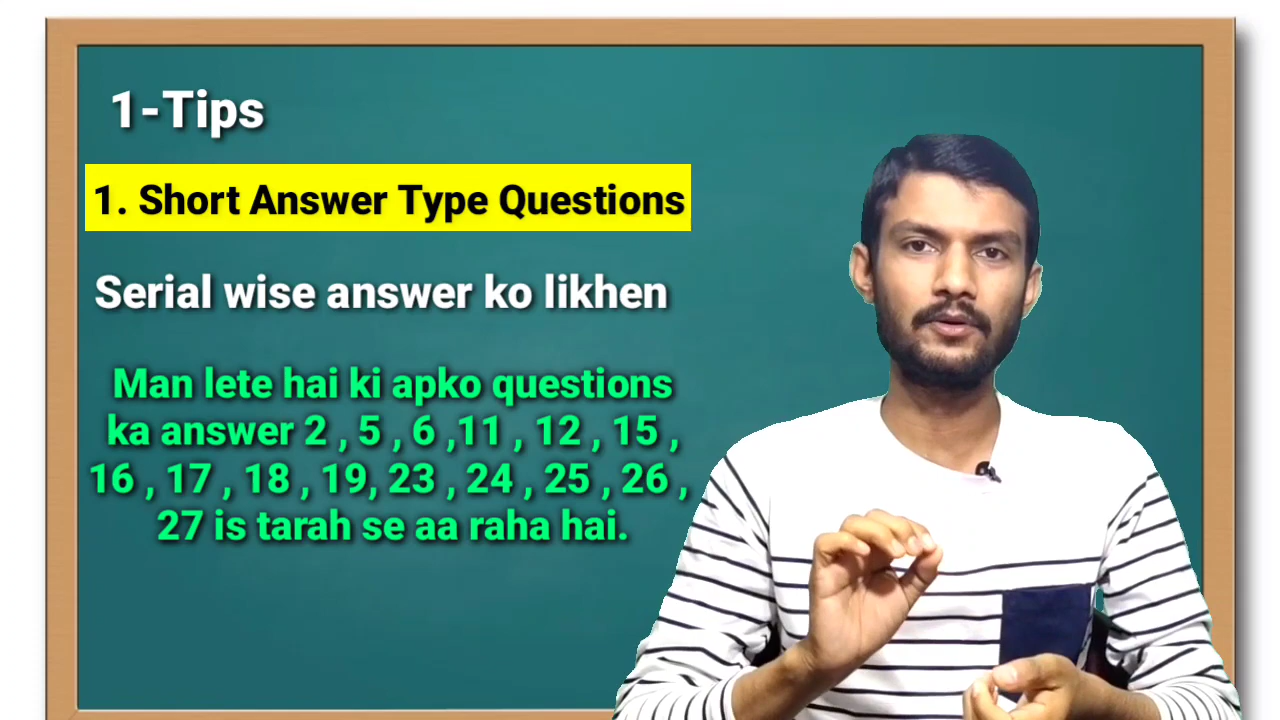 1-Tips
1. Short Answer Type Questions
Serial wise answer ko likhen
Man lete hai ki apko questions
ka answer 2 , 5 , 6 ,11 , 12 , 15 ,
16 , 17 , 18 , 19, 23 , 24 , 25 , 26 ,
27 is tarah se aa raha hai.